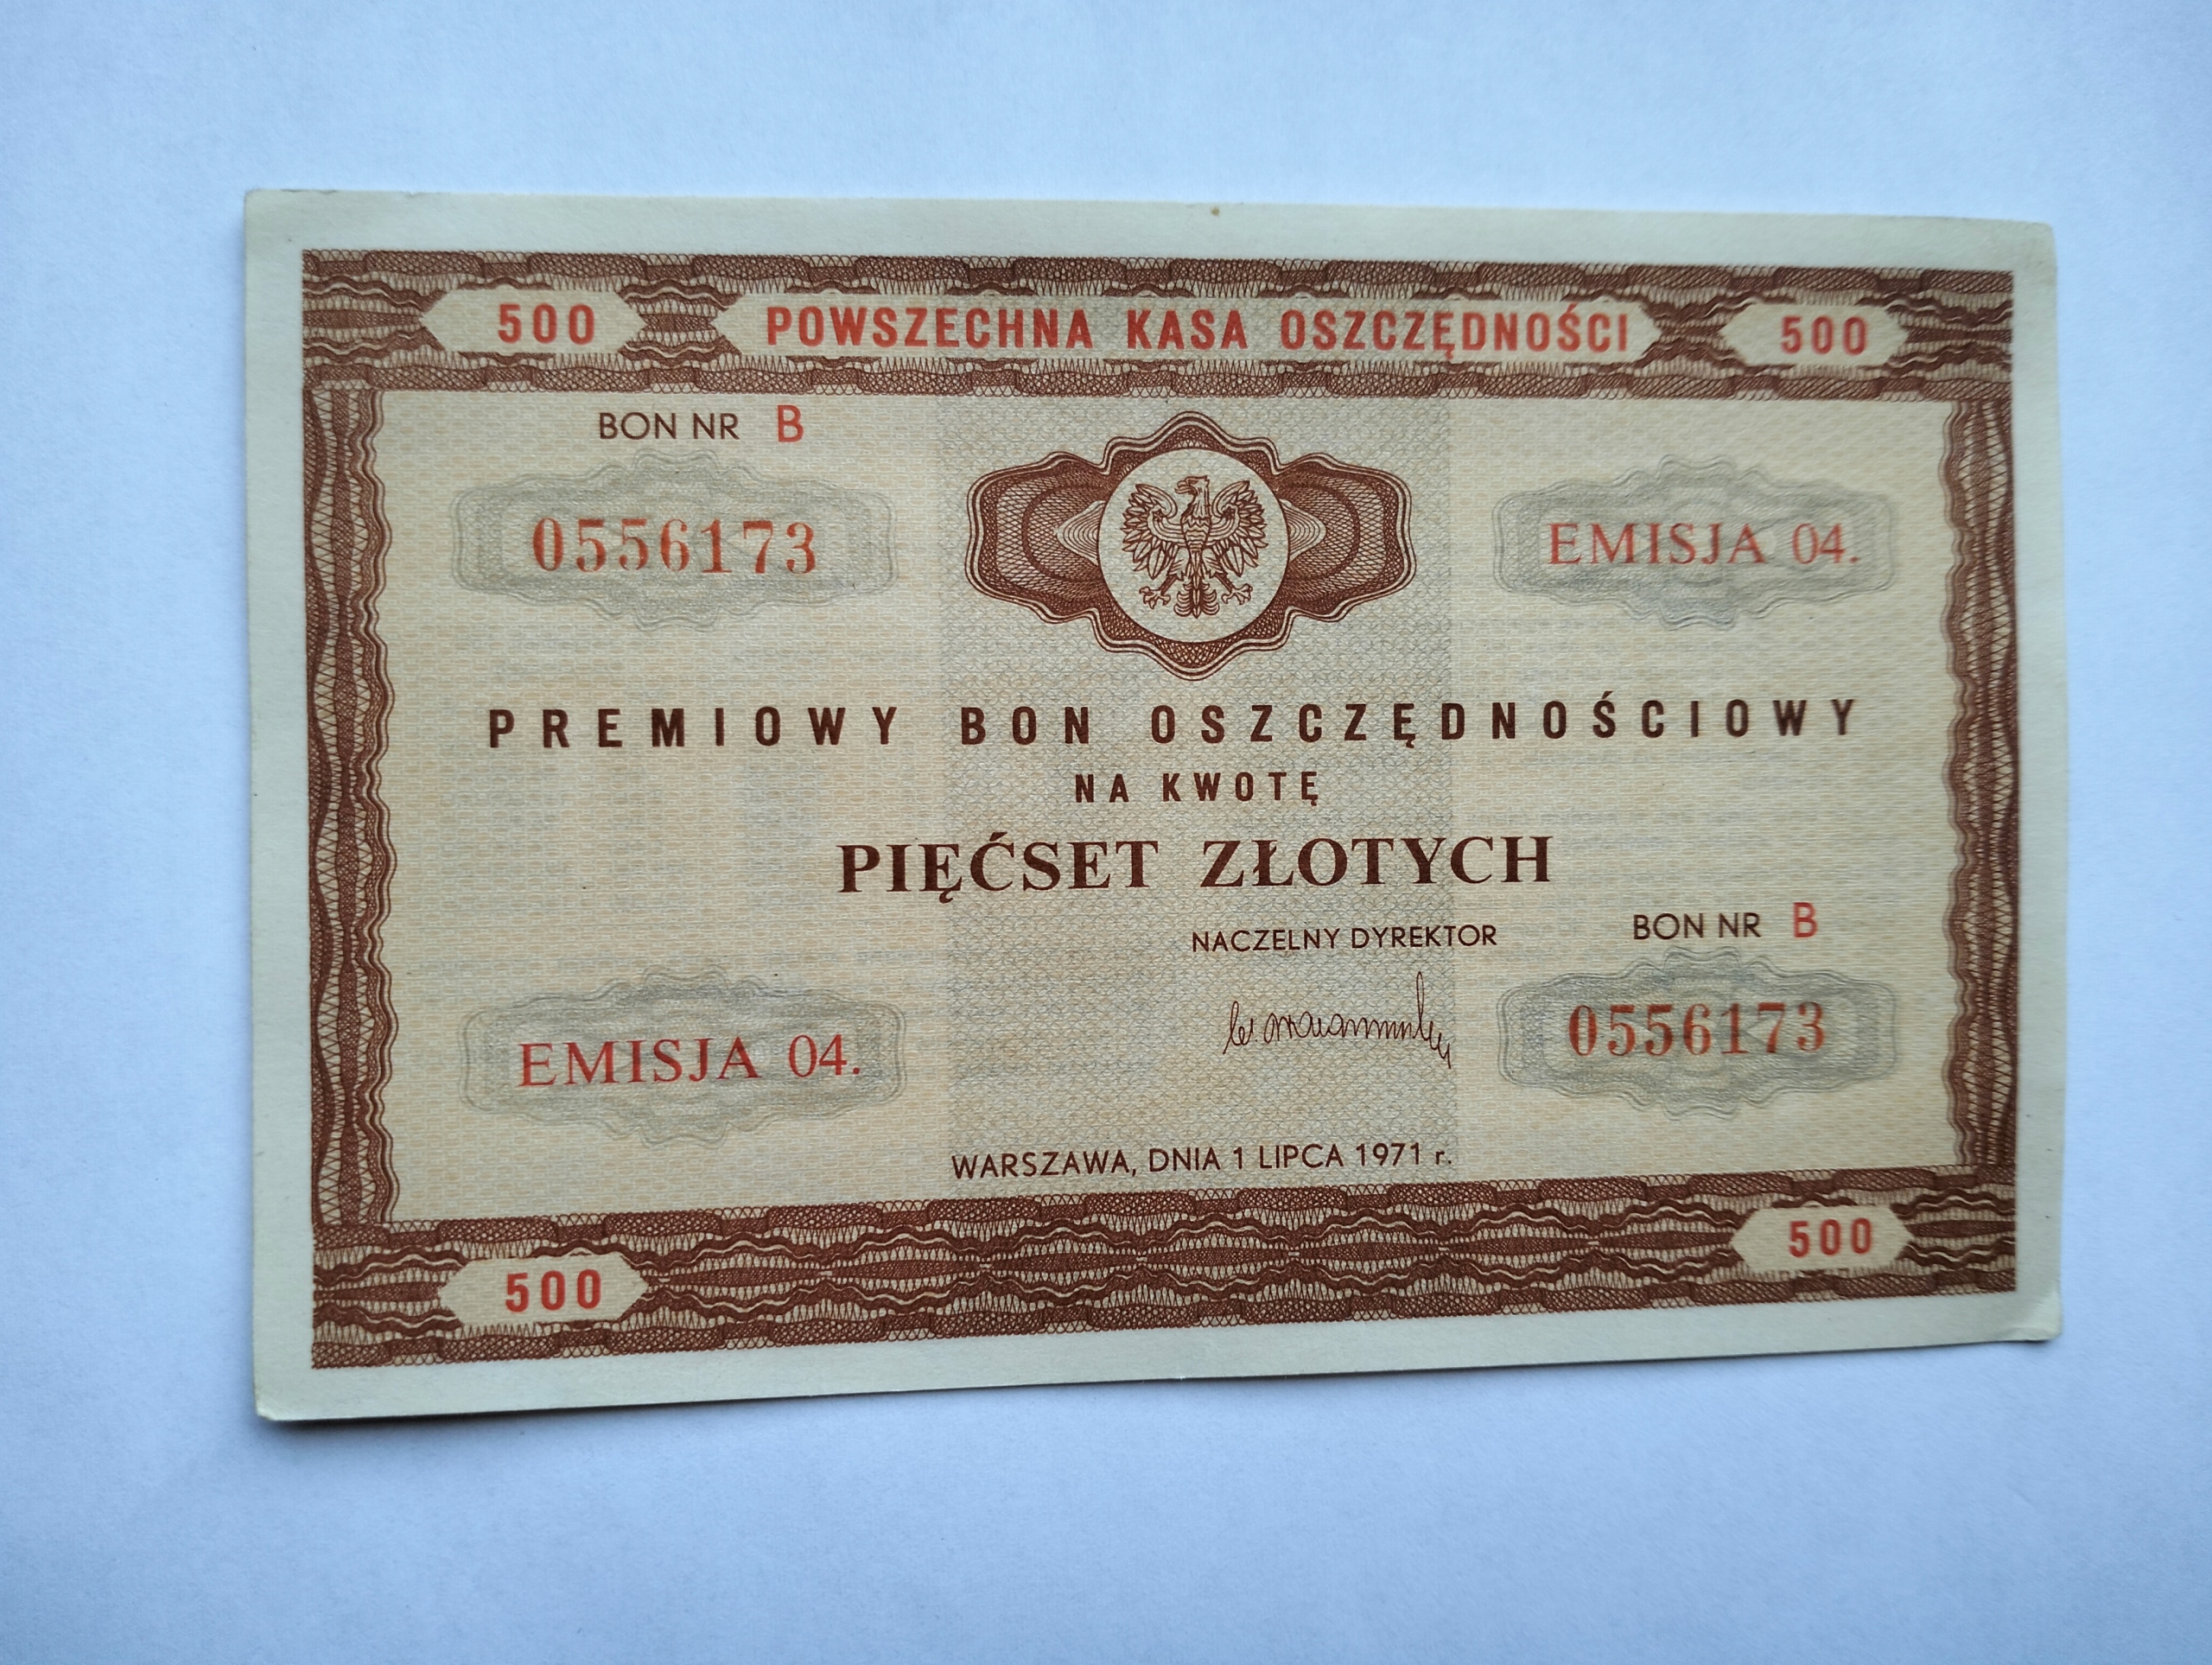 500 POWSZECHNA KASA OSZCZĘDNOŚCI 500
BON NR B
0556173
EMISJA 04.
PREMIOWY BON OSZCZĘDNOŚCIOWY
NA KWOTĘ
PIĘĆSET ZŁOTYCH
NACZELNY DYREKTOR
BON NR B
0556173
EMISJA 04.
WARSZAWA, DNIA 1 LIPCA 1971 r.
500
500